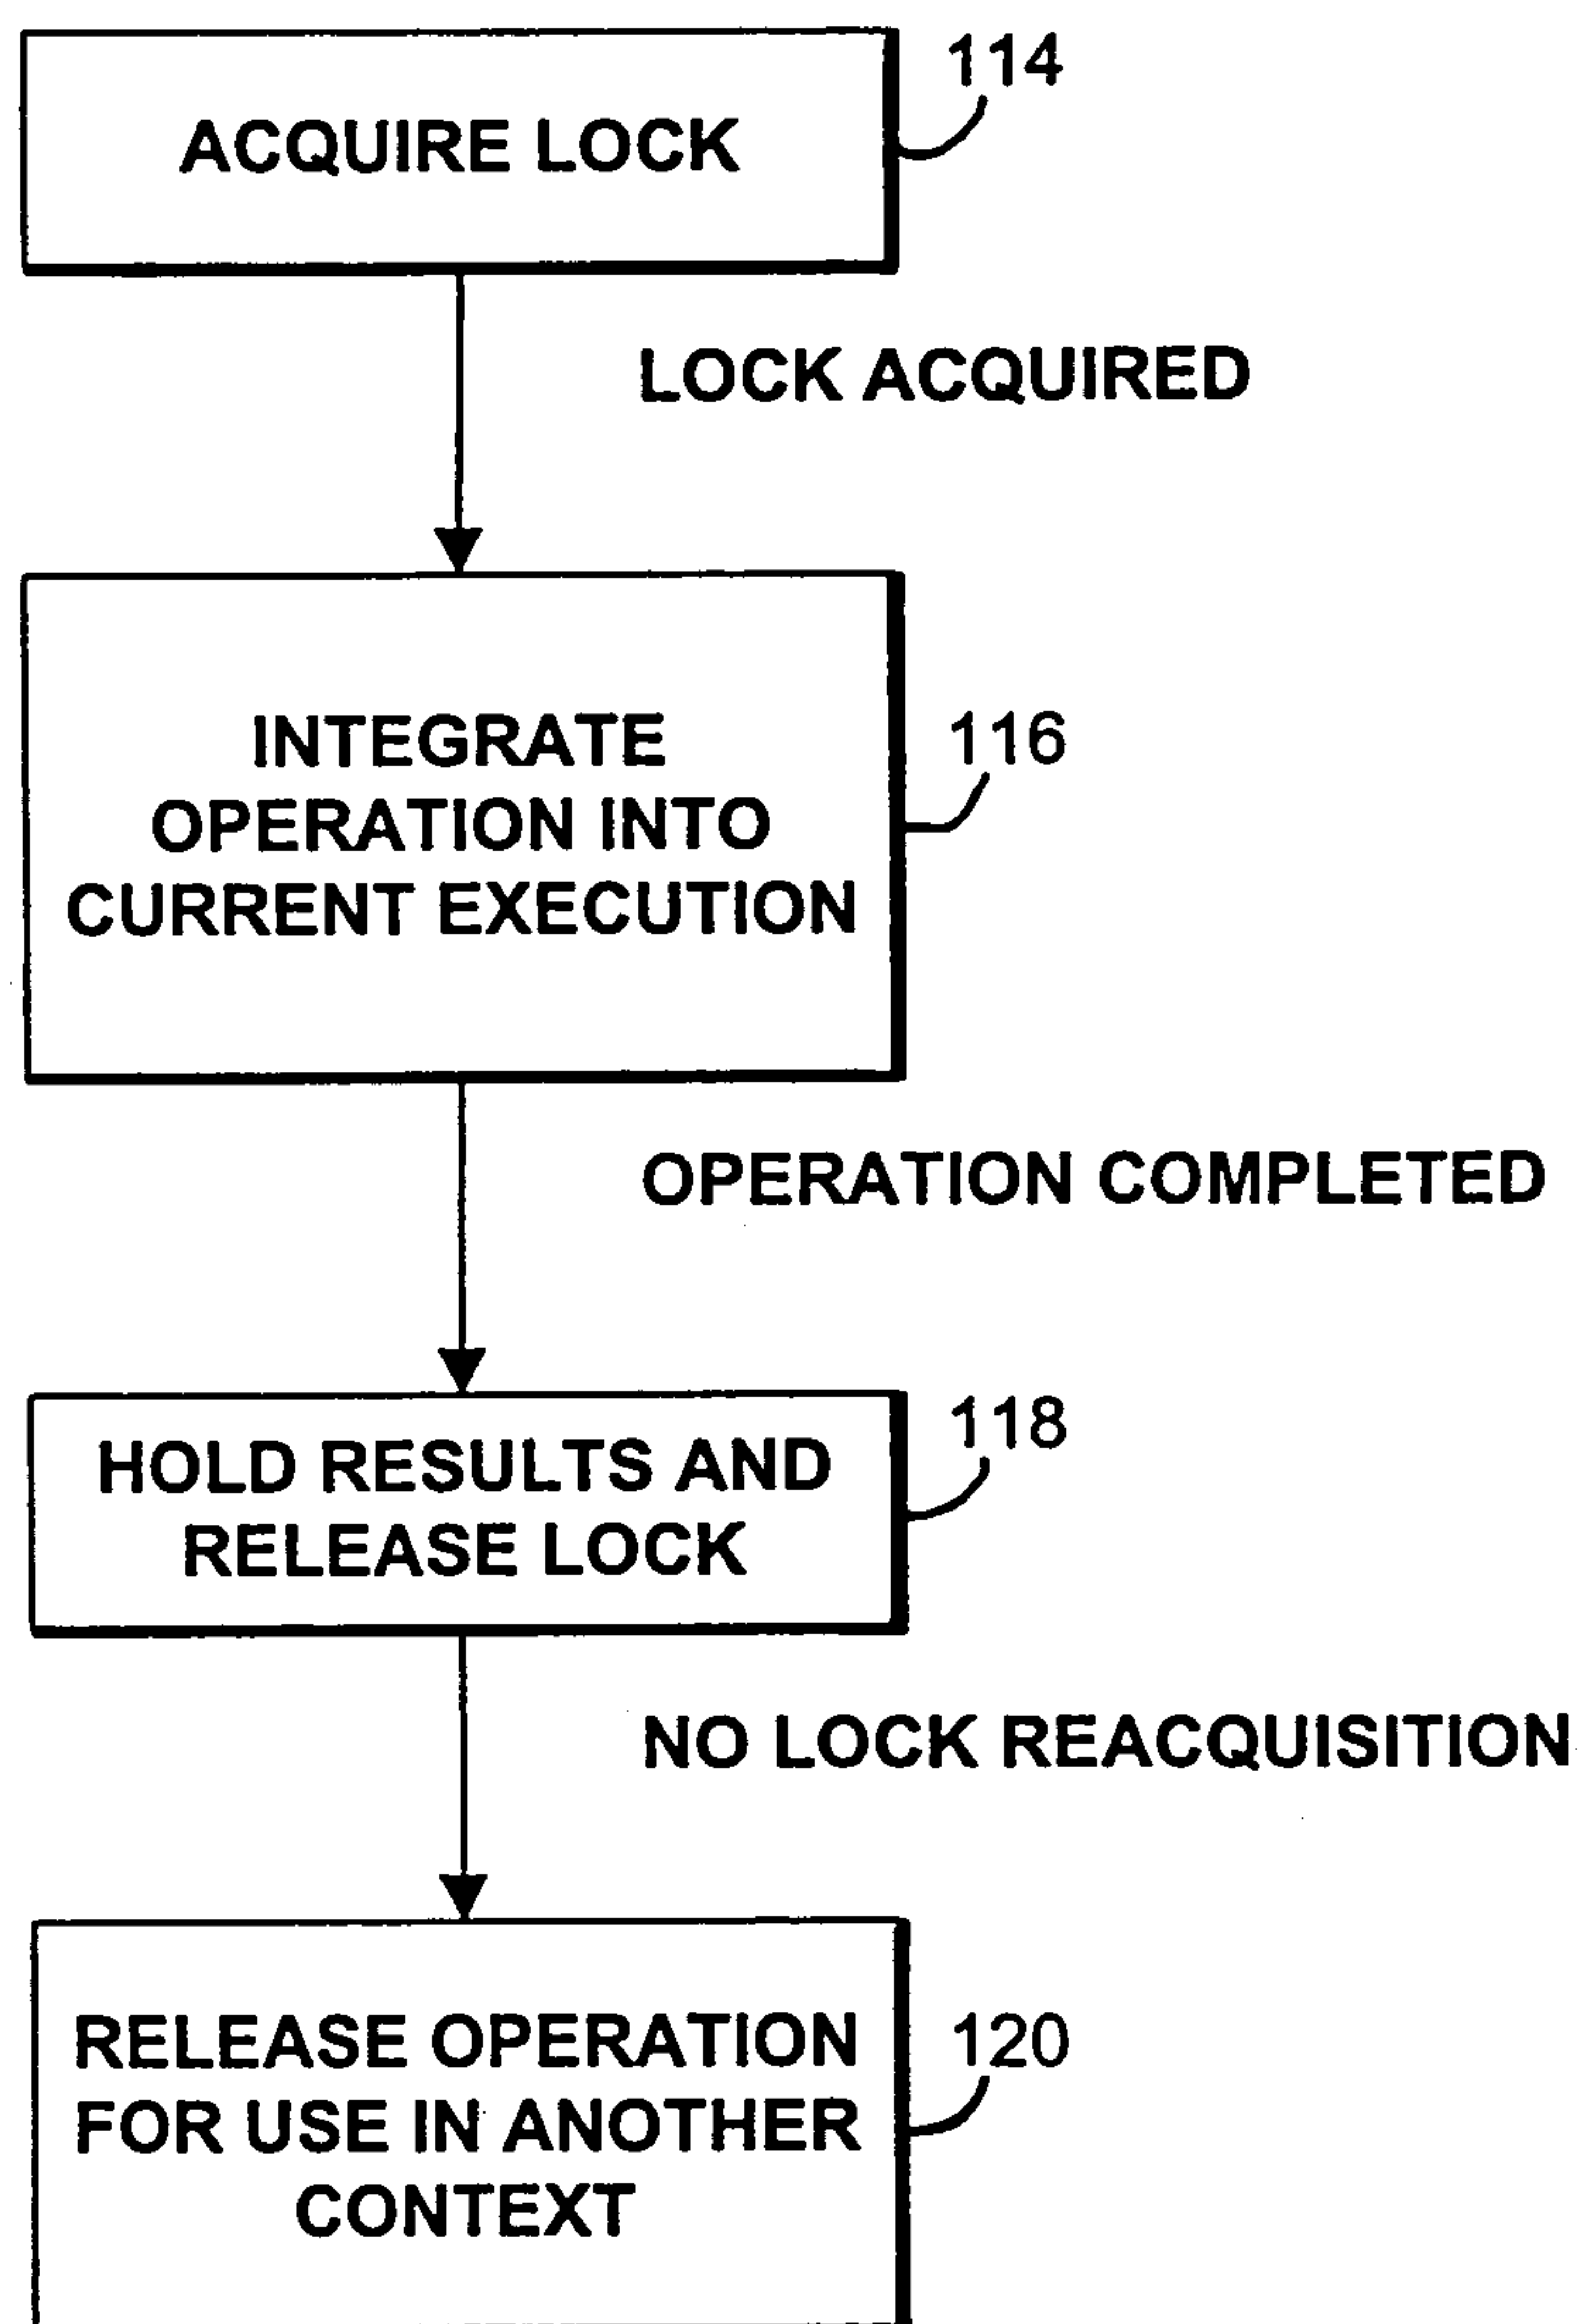 ACQUIRE LOCK
114
LOCK ACQUIRED
INTEGRATE
OPERATION INTO
CURRENT EXECUTION
116
OPERATION COMPLETED
HOLD RESULTS AND
RELEASE LOCK
118
NO LOCK REACQUISITION
RELEASE OPERATION
FOR USE IN ANOTHER
CONTEXT
120